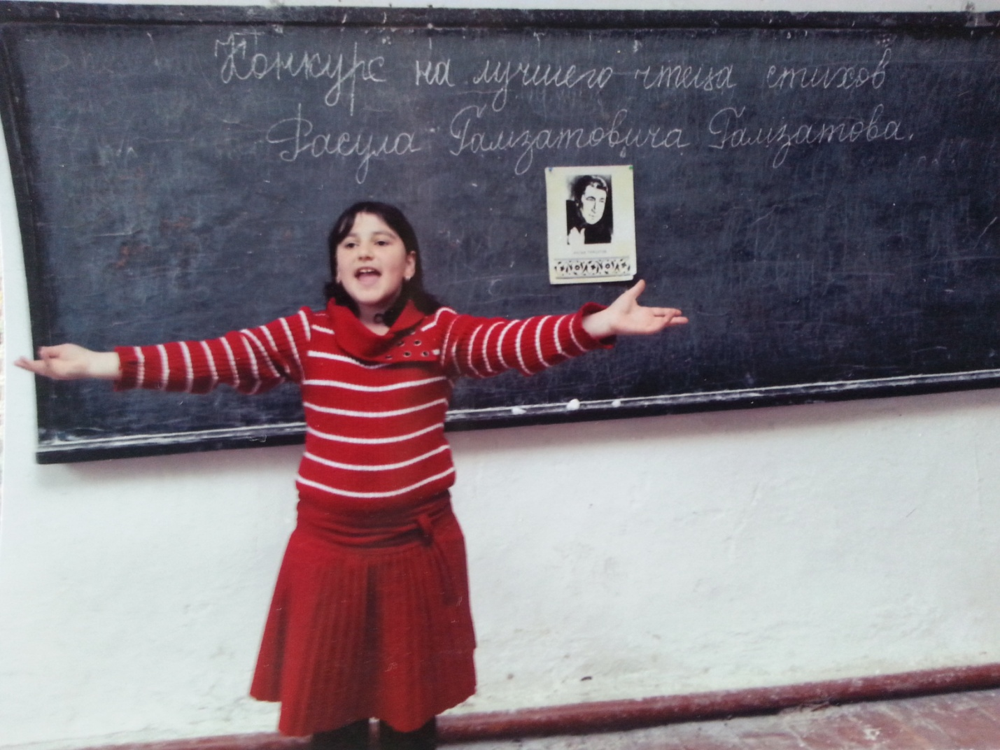 Конкурс на лучшего чтеца стихов
Расула Гамзатовича Гамзатова.